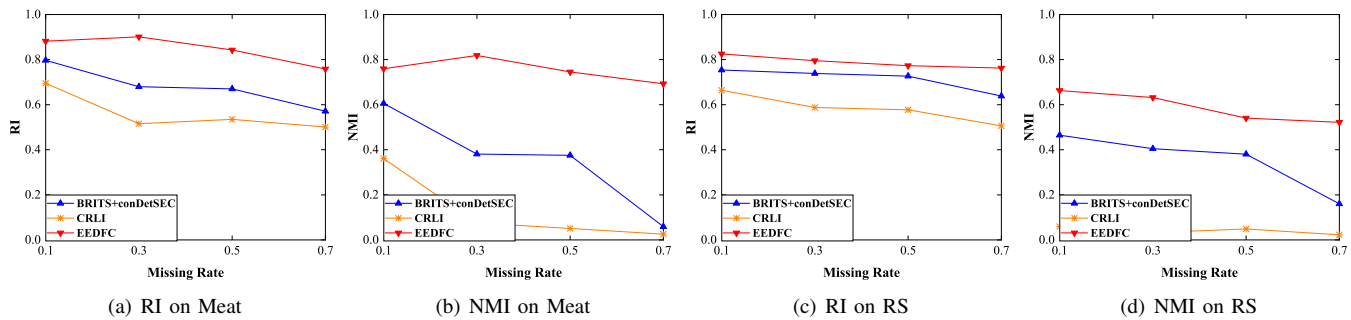 1.0
0.8
0.6
0.4
0.2
0.0
RI
BRITS+conDetSEC
CRLI
EEDFC
0.1 0.3 0.5 0.7
Missing Rate
(a) RI on Meat
1.0
0.8
0.6
0.4
0.2
0.0
NMI
BRITS+conDetSEC
CRLI
EEDFC
0.1 0.3 0.5 0.7
Missing Rate
(b) NMI on Meat
1.0
0.8
0.6
0.4
0.2
0.0
RI
BRITS+conDetSEC
CRLI
EEDFC
0.1 0.3 0.5 0.7
Missing Rate
(c) RI on RS
1.0
0.8
0.6
0.4
0.2
0.0
NMI
BRITS+conDetSEC
CRLI
EEDFC
0.1 0.3 0.5 0.7
Missing Rate
(d) NMI on RS